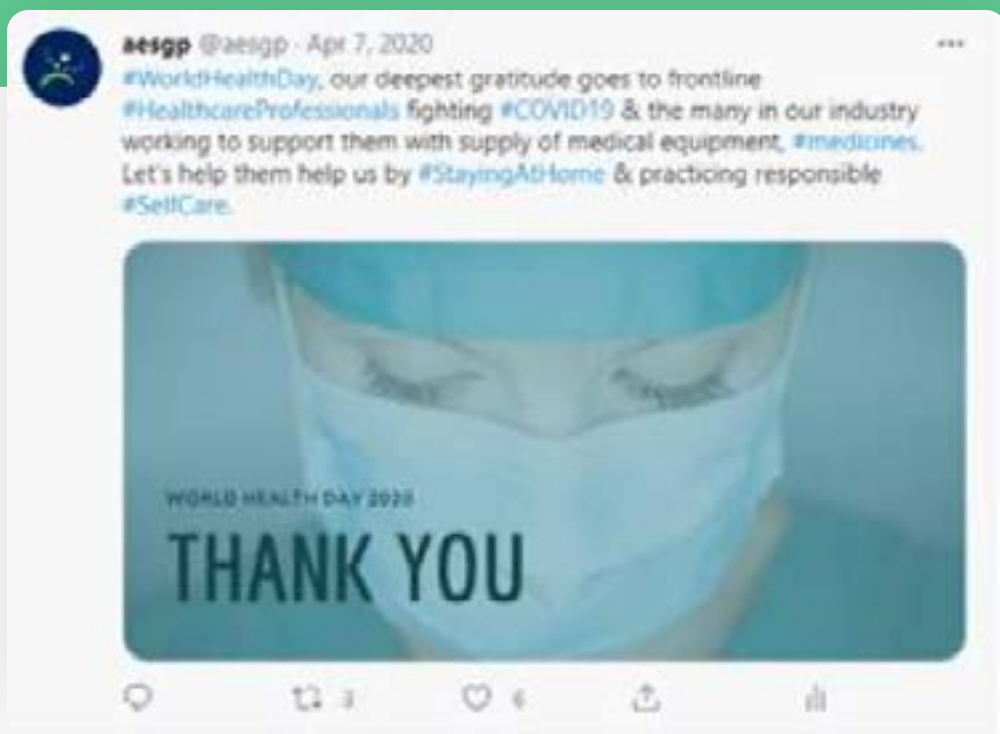 aesgp @aesgp · Apr 7, 2020
#WorldHealthDay, our deepest gratitude goes to frontline
#HealthcareProfessionals fighting #COVID19 & the many in our industry
working to support them with supply of medical equipment, #medicines.
Let's help them help us by #StayingAtHome & practicing responsible
#SelfCare.
WORLD HEALTH DAY 2020
THANK YOU
3 6